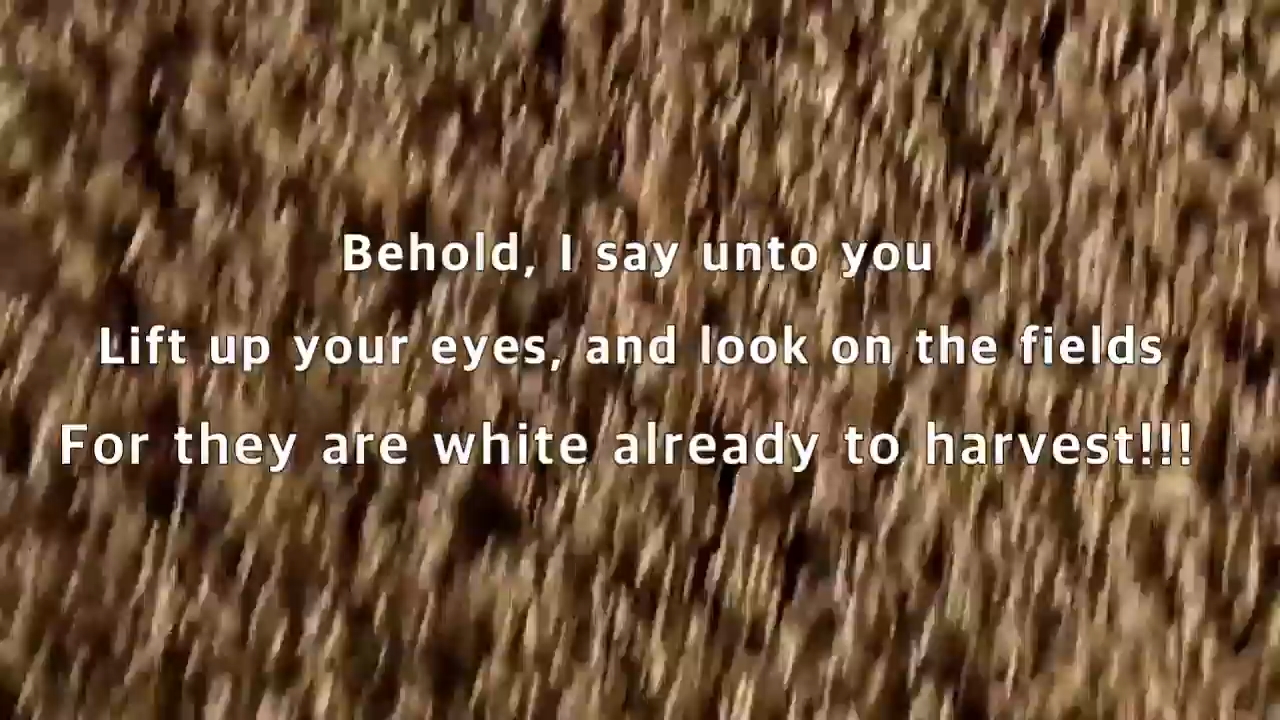 Behold, I say unto you
Lift up your eyes, and look on the fields
For they are white already to harvest!!!